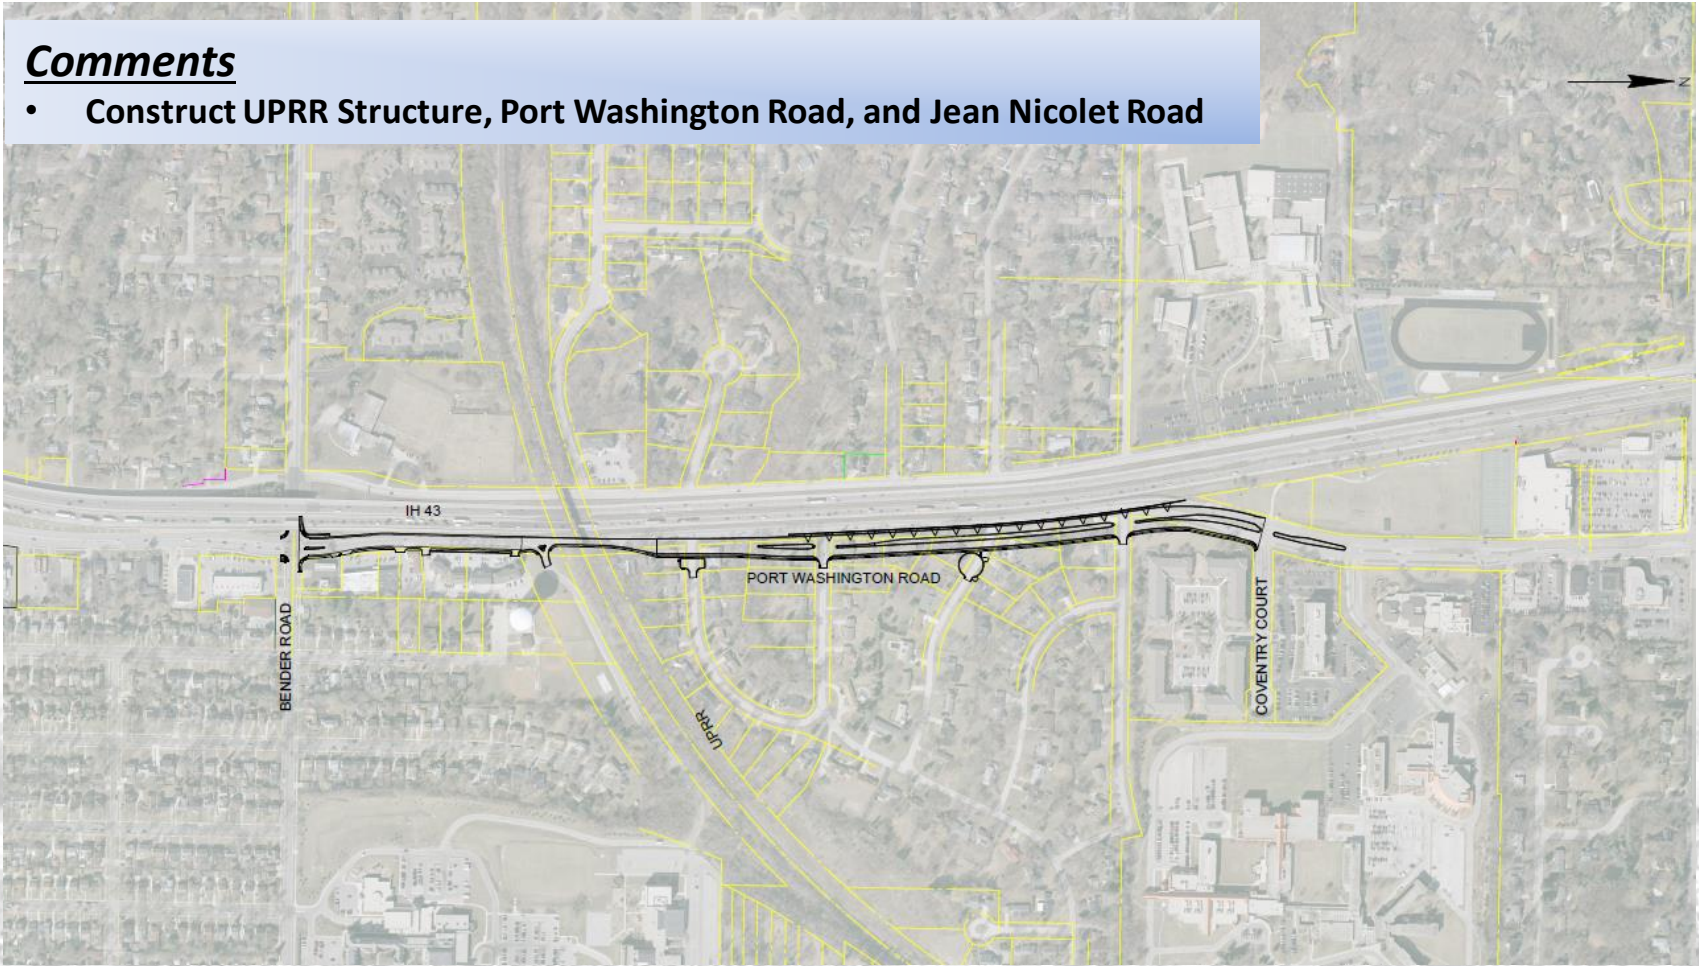 Comments
• Construct UPRR Structure, Port Washington Road, and Jean Nicolet Road
N
IH 43
PORT WASHINGTON ROAD
BENDER ROAD
COVENTRY COURT
UPRR